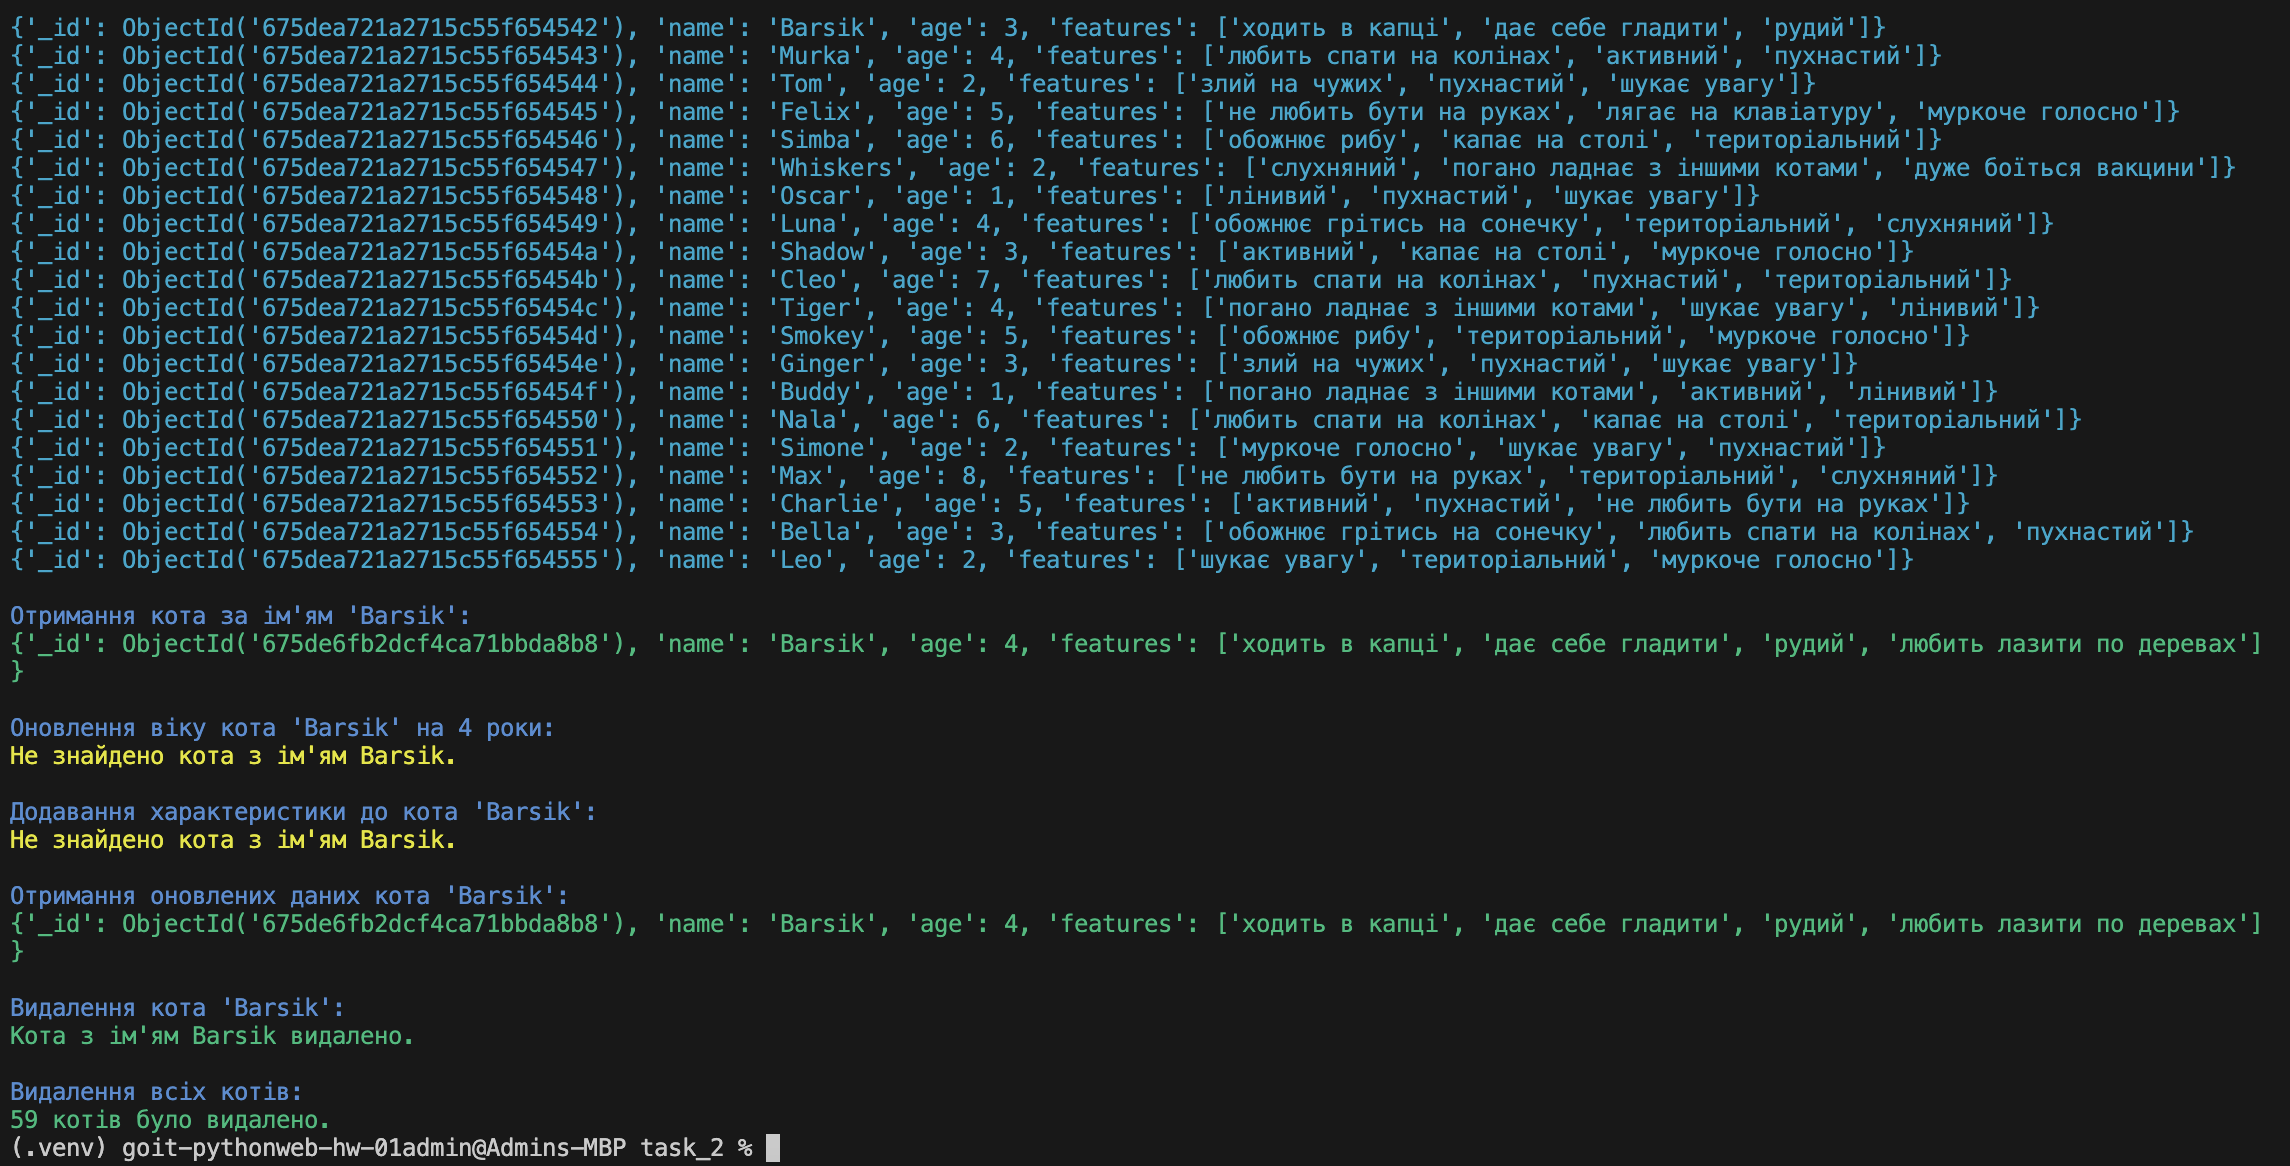 {'_id': ObjectId('675dea721a2715c55f654542'), 'name': 'Barsik', 'age': 3, 'features': ['ходить в капці', 'дає себе гладити', 'рудий']}
{'_id': ObjectId('675dea721a2715c55f654543'), 'name': 'Murka', 'age': 4, 'features': ['любить спати на колінах', 'активний', 'пухнастий']}
{'_id': ObjectId('675dea721a2715c55f654544'), 'name': 'Tom', 'age': 2, 'features': ['злий на чужих', 'пухнастий', 'шукає увагу']}
{'_id': ObjectId('675dea721a2715c55f654545'), 'name': 'Felix', 'age': 5, 'features': ['не любить бути на руках', 'лягає на клавіатуру', 'муркоче голосно']}
{'_id': ObjectId('675dea721a2715c55f654546'), 'name': 'Simba', 'age': 6, 'features': ['обожнює рибу', 'капає на столі', 'територіальний']}
{'_id': ObjectId('675dea721a2715c55f654547'), 'name': 'Whiskers', 'age': 2, 'features': ['слухняний', 'погано ладнає з іншими котами', 'дуже боїться вакцини']}
{'_id': ObjectId('675dea721a2715c55f654548'), 'name': 'Oscar', 'age': 1, 'features': ['лінивий', 'пухнастий', 'шукає увагу']}
{'_id': ObjectId('675dea721a2715c55f654549'), 'name': 'Luna', 'age': 4, 'features': ['обожнює грітись на сонечку', 'територіальний', 'слухняний']}
{'_id': ObjectId('675dea721a2715c55f65454a'), 'name': 'Shadow', 'age': 3, 'features': ['активний', 'капає на столі', 'муркоче голосно']}
{'_id': ObjectId('675dea721a2715c55f65454b'), 'name': 'Cleo', 'age': 7, 'features': ['любить спати на колінах', 'пухнастий', 'територіальний']}
{'_id': ObjectId('675dea721a2715c55f65454c'), 'name': 'Tiger', 'age': 4, 'features': ['погано ладнає з іншими котами', 'шукає увагу', 'лінивий']}
{'_id': ObjectId('675dea721a2715c55f65454d'), 'name': 'Smokey', 'age': 5, 'features': ['обожнює рибу', 'територіальний', 'муркоче голосно']}
{'_id': ObjectId('675dea721a2715c55f65454e'), 'name': 'Ginger', 'age': 3, 'features': ['злий на чужих', 'пухнастий', 'шукає увагу']}
{'_id': ObjectId('675dea721a2715c55f65454f'), 'name': 'Buddy', 'age': 1, 'features': ['погано ладнає з іншими котами', 'активний', 'лінивий']}
{'_id': ObjectId('675dea721a2715c55f654550'), 'name': 'Nala', 'age': 6, 'features': ['любить спати на колінах', 'капає на столі', 'територіальний']}
{'_id': ObjectId('675dea721a2715c55f654551'), 'name': 'Simone', 'age': 2, 'features': ['муркоче голосно', 'шукає увагу', 'пухнастий']}
{'_id': ObjectId('675dea721a2715c55f654552'), 'name': 'Max', 'age': 8, 'features': ['не любить бути на руках', 'територіальний', 'слухняний']}
{'_id': ObjectId('675dea721a2715c55f654553'), 'name': 'Charlie', 'age': 5, 'features': ['активний', 'пухнастий', 'не любить бути на руках']}
{'_id': ObjectId('675dea721a2715c55f654554'), 'name': 'Bella', 'age': 3, 'features': ['обожнює грітись на сонечку', 'любить спати на колінах', 'пухнастий']}
{'_id': ObjectId('675dea721a2715c55f654555'), 'name': 'Leo', 'age': 2, 'features': ['шукає увагу', 'територіальний', 'муркоче голосно']}
Отримання кота за ім'ям 'Barsik':
{'_id': ObjectId('675de6fb2dcf4ca71bbda8b8'), 'name': 'Barsik', 'age': 4, 'features': ['ходить в капці', 'дає себе гладити', 'рудий', 'любить лазити по деревах']
}
Оновлення віку кота 'Barsik' на 4 роки:
Не знайдено кота з ім'ям Barsik.
Додавання характеристики до кота 'Barsik':
Не знайдено кота з ім'ям Barsik.
Отримання оновлених даних кота 'Barsik':
{'_id': ObjectId('675de6fb2dcf4ca71bbda8b8'), 'name': 'Barsik', 'age': 4, 'features': ['ходить в капці', 'дає себе гладити', 'рудий', 'любить лазити по деревах']
}
Видалення кота 'Barsik':
Кота з ім'ям Barsik видалено.
Видалення всіх котів:
59 котів було видалено.
(.venv) goit-pythonweb-hw-01admin@Admins-MBP task_2 %